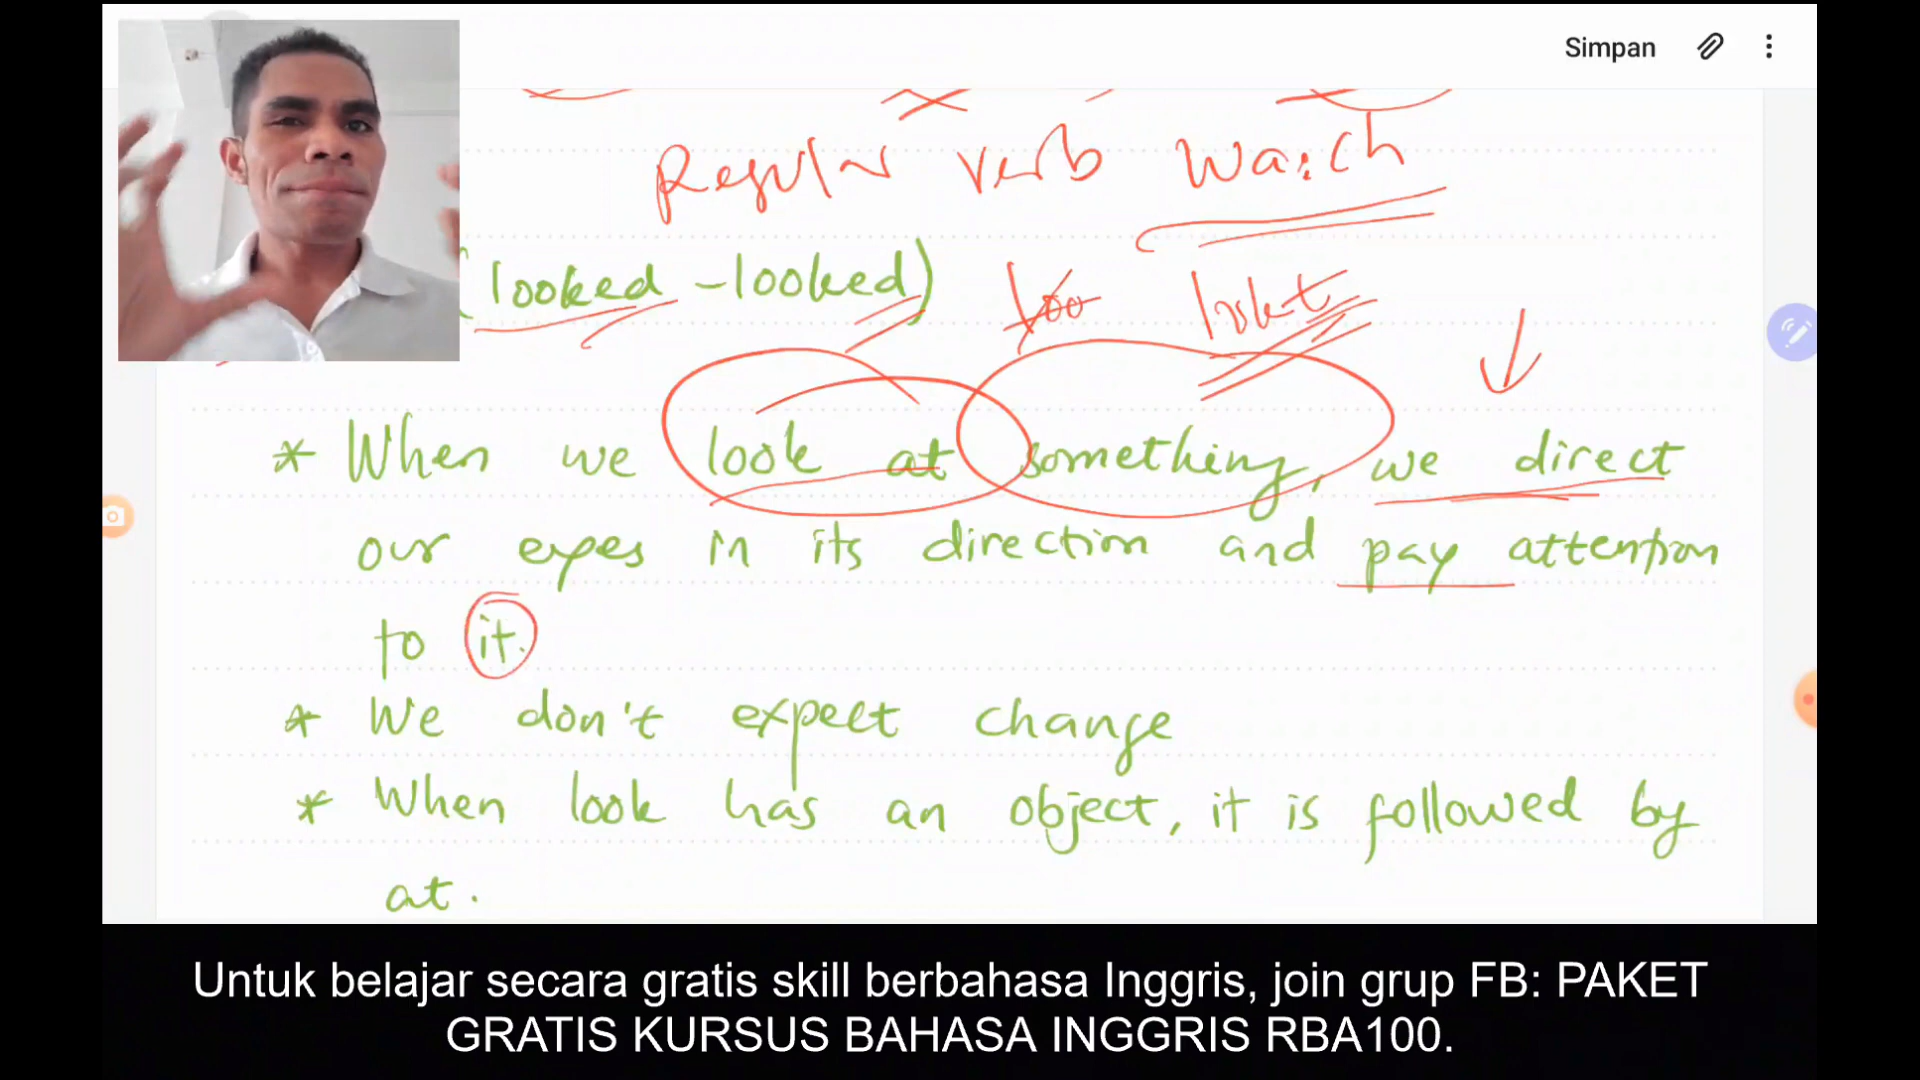 Simpan
Regular verb Watch
(looked - looked) loo lookt
* When we look at something, we direct
our eyes in its direction and pay attention
to it.
* We don't expect change
* When look has an object, it is followed by
at.
Untuk belajar secara gratis skill berbahasa Inggris, join grup FB: PAKET
GRATIS KURSUS BAHASA INGGRIS RBA100.